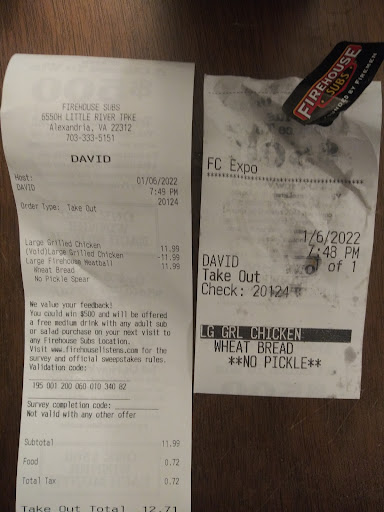 FIREHOUSE SUBS
6550H LITTLE RIVER TPKE
Alexandria, VA 22312
703-333-5151
DAVID
Host: 01/06/2022
DAVID 7:49 PM
20124
Order Type: Take Out
Large Grilled Chicken 11.99
(Void)Large Grilled Chicken -11.99
Large Firehouse Meatball 11.99
Wheat Bread
No Pickle Spear
We value your feedback!
You could win $500 and will be offered
a free medium drink with any adult sub
or salad purchase on your next visit to
any Firehouse Subs Location.
Visit www.firehouselistens.com for the
survey and official sweepstakes rules.
Validation code:
195 001 200 060 010 340 82
Survey completion code:
Not valid with any other offer
Subtotal 11.99
Food 0.72
Total Tax 0.72
Take Out Total 12.71
FIREHOUSE
SUBS
FOUNDED BY FIREMEN
FC Expo
1/6/2022
7:48 PM
DAVID of 1
Take Out
Check: 20124
LG GRL CHICKEN
WHEAT BREAD
**NO PICKLE**